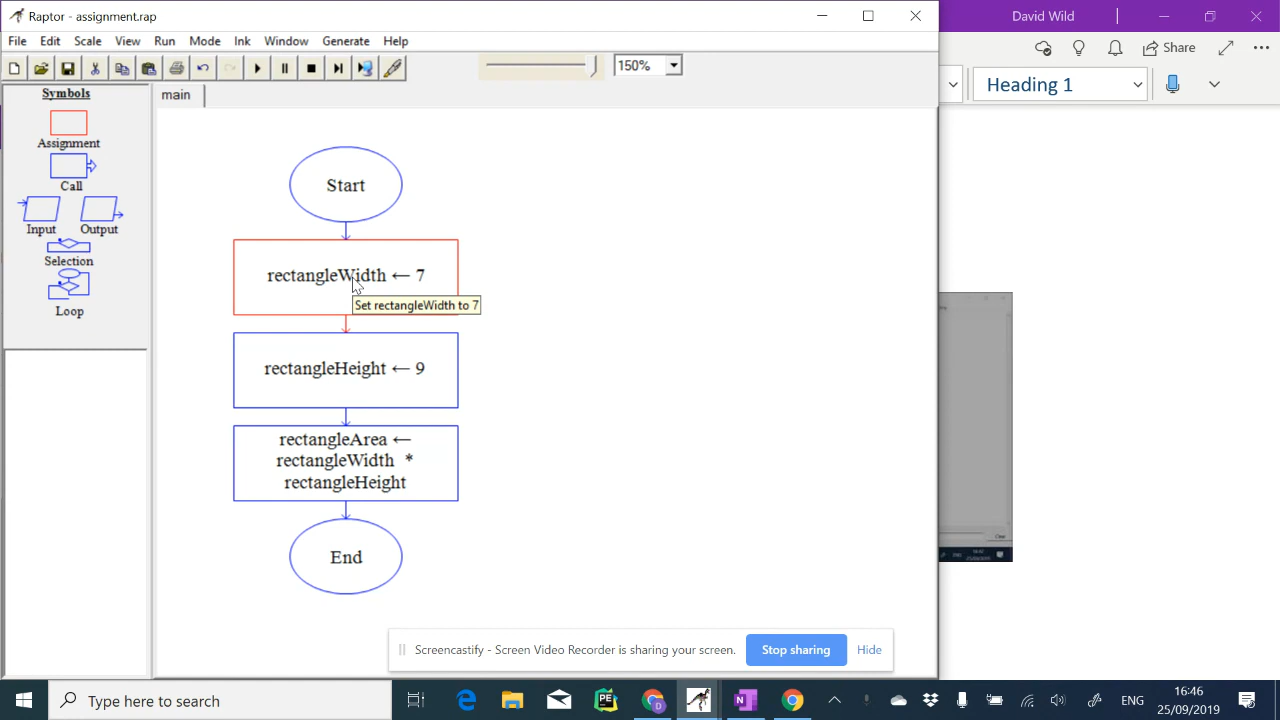 Raptor - assignment.rap
David Wild
File Edit Scale View Run Mode Ink Window Generate Help
Share
150%
Heading 1
Symbols
main
Assignment
Call
Input Output
Selection
Loop
Start
rectangleWidth ← 7
Set rectangleWidth to 7
rectangleHeight ← 9
rectangleArea ←
rectangleWidth *
rectangleHeight
End
Clear
Screencastify - Screen Video Recorder is sharing your screen.
Stop sharing
Hide
Type here to search
PE
D
N
ENG
16:46
25/09/2019